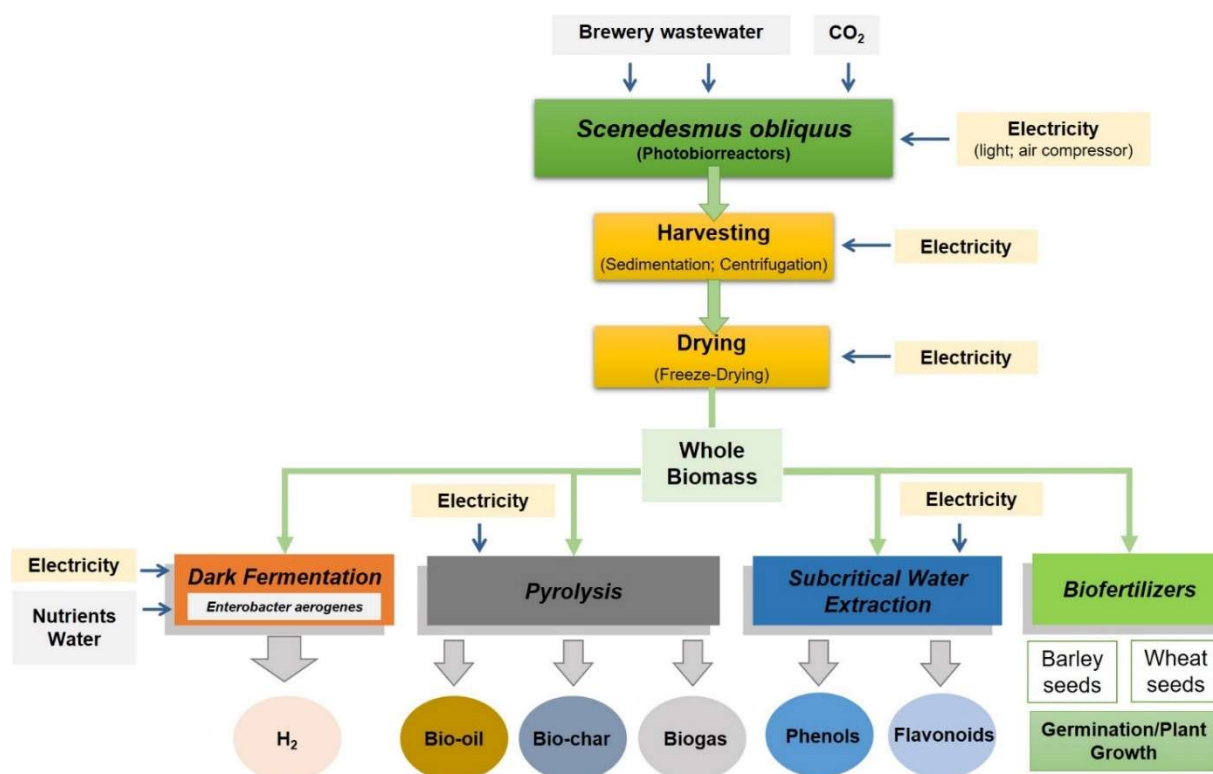 Brewery wastewater
CO₂
Scenedesmus obliquus
(Photobiorreactors)
Electricity
(light; air compressor)
Harvesting
(Sedimentation; Centrifugation)
Electricity
Drying
(Freeze-Drying)
Electricity
Whole
Biomass
Electricity
Electricity
Electricity
Nutrients
Water
Dark Fermentation
Enterobacter aerogenes
Pyrolysis
Subcritical Water
Extraction
Biofertilizers
Barley
seeds
Wheat
seeds
H₂
Bio-oil
Bio-char
Biogas
Phenols
Flavonoids
Germination/Plant
Growth